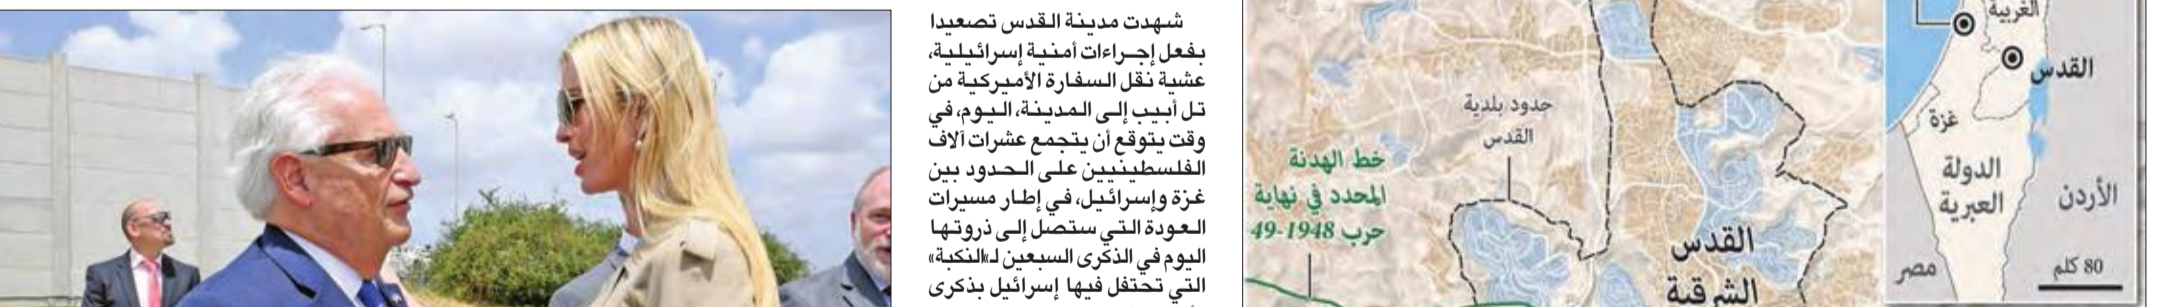 شهدت مدينة القدس تصعيدا
بفعل إجراءات أمنية إسرائيلية،
عشية نقل السفارة الأميركية من
تل أبيب إلى المدينة، اليوم، في
وقت يتوقع أن يتجمع عشرات آلاف
الفلسطينيين على الحدود بين
غزة وإسرائيل، في إطار مسيرات
العودة التي ستصل إلى ذروتها
اليوم في الذكرى السبعين لـ«النكبة»
التي تحتفل فيها إسرائيل بذكرى
حدود بلدية
القدس
خط الهدنة
المحدد في نهاية
حرب 1948-49
القدس
الشرقية
الغربية
القدس
غزة
الدولة
العبرية
الأردن
مصر
80 كلم